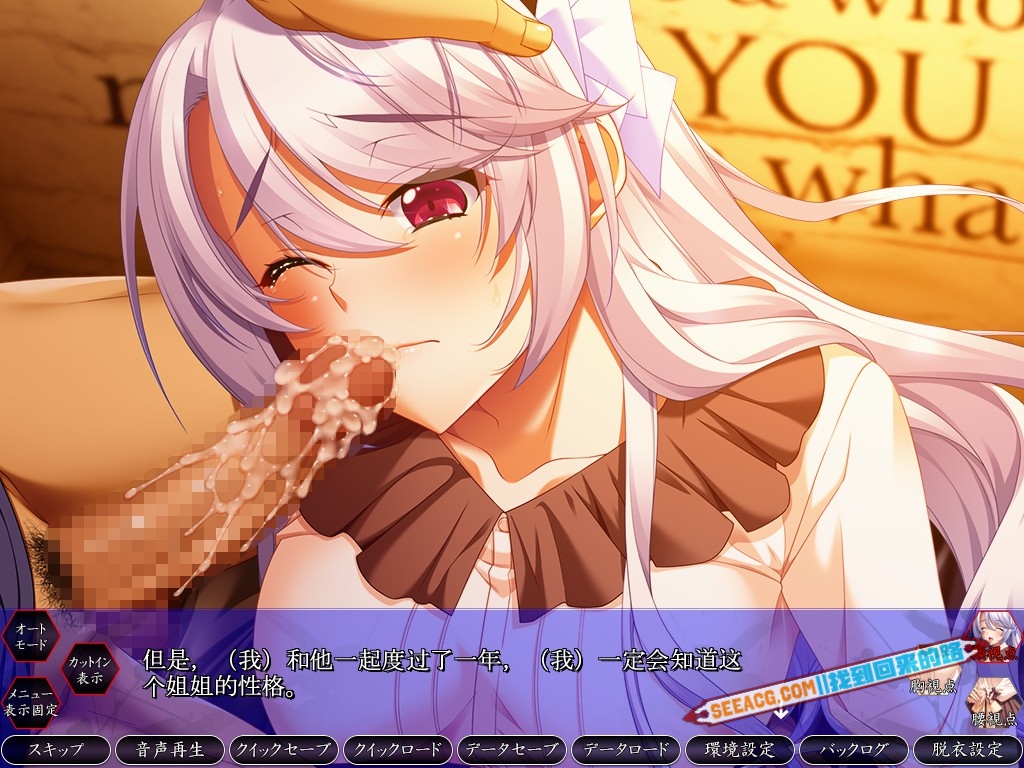 YOU
wha
但是，（我）和他一起度过了一年，（我）一定会知道这
个姐姐的性格。
オート
モード
カットイン
表示
メニュー
表示固定
SEEACG.COM||找到回来的路
胸視点
腰視点
スキップ
音声再生
クイックセーブ
クイックロード
データセーブ
データロード
環境設定
バックログ
脱衣設定